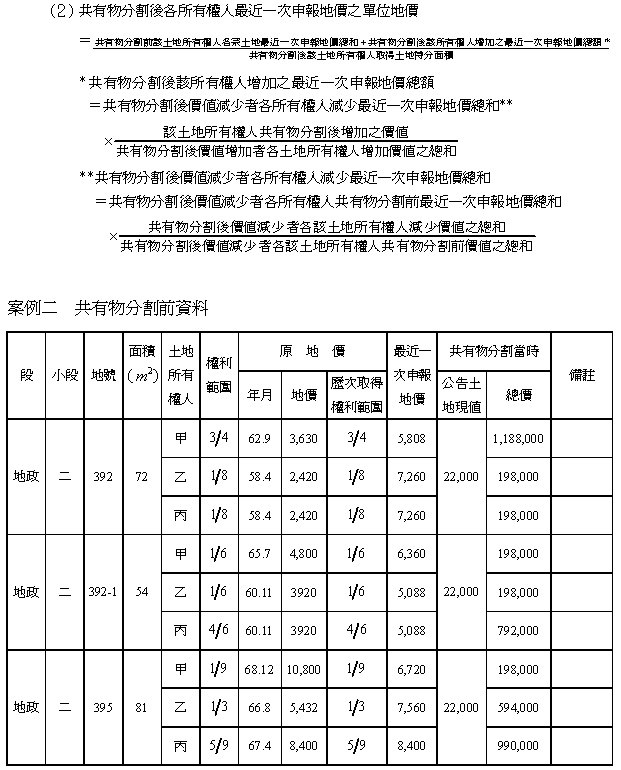 (2) 共有物分割後各所有權人最近一次申報地價之單位地價
＝共有物分割前該土地所有權人各宗土地最近一次申報地價總和＋共有物分割後該所有權人增加之最近一次申報地價總額*
共有物分割後該土地所有權人取得土地持分面積
*共有物分割後該所有權人增加之最近一次申報地價總額
＝共有物分割後價值減少者各所有權人減少最近一次申報地價總和**
×該土地所有權人共有物分割後增加之價值
共有物分割後價值增加者各土地所有權人增加價值之總和
**共有物分割後價值減少者各所有權人減少最近一次申報地價總和
＝共有物分割後價值減少者各所有權人共有物分割前最近一次申報地價總和
×共有物分割後價值減少者各該土地所有權人減少價值之總和
共有物分割後價值減少者各該土地所有權人共有物分割前價值之總和
案例二　共有物分割前資料
段 小段 地號 面積(m²) 土地所有權人 權利範圍 原地價 最近一次申報地價 共有物分割當時 備註
年月 地價 歷次取得權利範圍 公告土地現值 總價
甲 3/4 62.9 3,630 3/4 5,808 1,188,000
地政 二 392 72 乙 1/8 58.4 2,420 1/8 7,260 22,000 198,000
丙 1/8 58.4 2,420 1/8 7,260 198,000
甲 1/6 65.7 4,800 1/6 6,360 198,000
地政 二 392-1 54 乙 1/6 60.11 3920 1/6 5,088 22,000 198,000
丙 4/6 60.11 3920 4/6 5,088 792,000
甲 1/9 68.12 10,800 1/9 6,720 198,000
地政 二 395 81 乙 1/3 66.8 5,432 1/3 7,560 22,000 594,000
丙 5/9 67.4 8,400 5/9 8,400 990,000